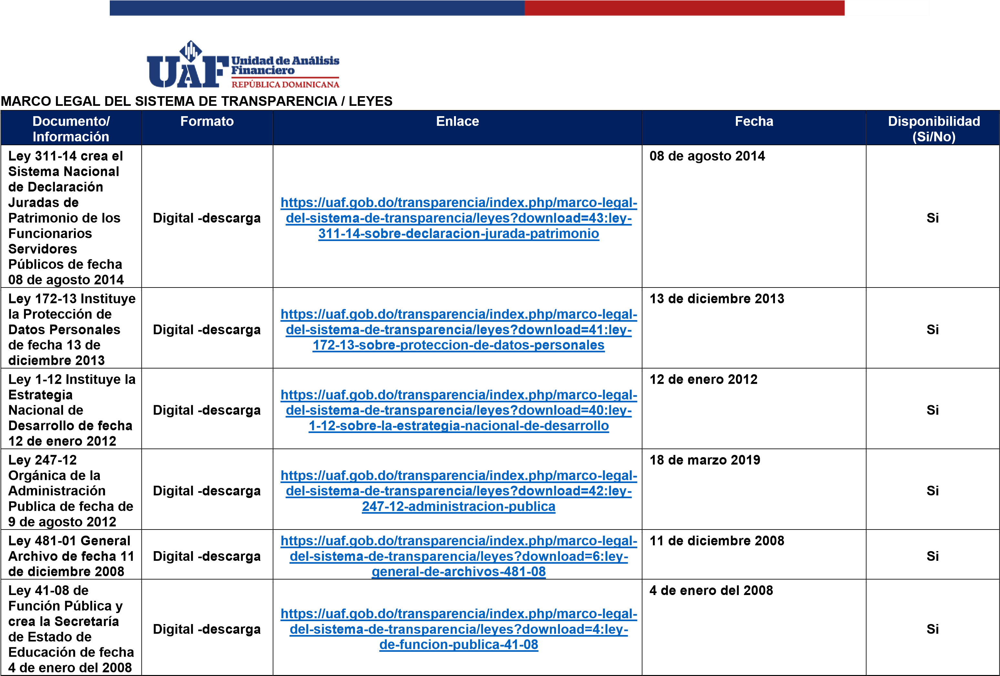 UAF Unidad de Análisis
Financiero
REPÚBLICA DOMINICANA
MARCO LEGAL DEL SISTEMA DE TRANSPARENCIA / LEYES
Documento/
Información
Formato
Enlace
Fecha
Disponibilidad
(Si/No)
Ley 311-14 crea el
Sistema Nacional
de Declaración
Juradas de
Patrimonio de los
Funcionarios
Servidores
Públicos de fecha
08 de agosto 2014
Digital -descarga
https://uaf.gob.do/transparencia/index.php/marco-legal-
del-sistema-de-transparencia/leyes?download=43:ley-
311-14-sobre-declaracion-jurada-patrimonio
08 de agosto 2014
Si
Ley 172-13 Instituye
la Protección de
Datos Personales
de fecha 13 de
diciembre 2013
Digital -descarga
https://uaf.gob.do/transparencia/index.php/marco-legal-
del-sistema-de-transparencia/leyes?download=41:ley-
172-13-sobre-proteccion-de-datos-personales
13 de diciembre 2013
Si
Ley 1-12 Instituye la
Estrategia
Nacional de
Desarrollo de fecha
12 de enero 2012
Digital -descarga
https://uaf.gob.do/transparencia/index.php/marco-legal-
del-sistema-de-transparencia/leyes?download=40:ley-
1-12-sobre-la-estrategia-nacional-de-desarrollo
12 de enero 2012
Si
Ley 247-12
Orgánica de la
Administración
Publica de fecha de
9 de agosto 2012
Digital -descarga
https://uaf.gob.do/transparencia/index.php/marco-legal-
del-sistema-de-transparencia/leyes?download=42:ley-
247-12-administracion-publica
18 de marzo 2019
Si
Ley 481-01 General
Archivo de fecha 11
de diciembre 2008
Digital -descarga
https://uaf.gob.do/transparencia/index.php/marco-legal-
del-sistema-de-transparencia/leyes?download=6:ley-
general-de-archivos-481-08
11 de diciembre 2008
Si
Ley 41-08 de
Función Pública y
crea la Secretaría
de Estado de
Educación de fecha
4 de enero del 2008
Digital -descarga
https://uaf.gob.do/transparencia/index.php/marco-legal-
del-sistema-de-transparencia/leyes?download=4:ley-
de-funcion-publica-41-08
4 de enero del 2008
Si